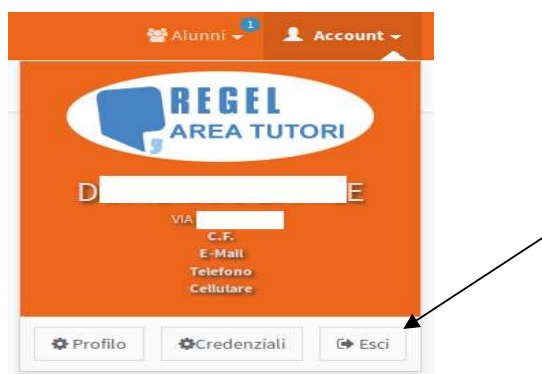 Alunni 1 Account
REGEL
AREA TUTORI
D E
VIA
C.F.
E-Mail
Telefono
Cellulare
Profilo Credenziali Esci